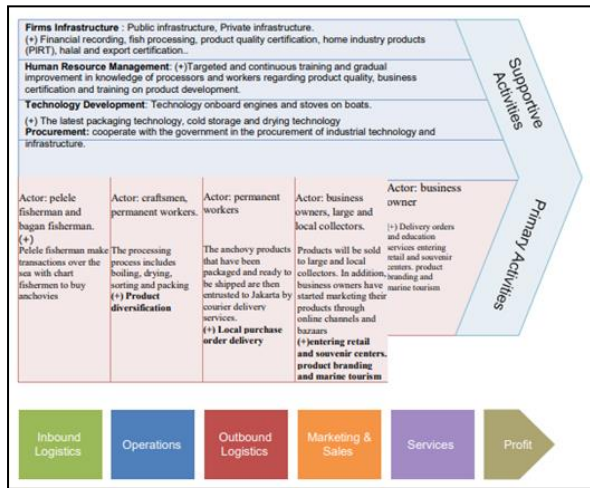 Firms Infrastructure : Public infrastructure, Private infrastructure.
(+) Financial recording, fish processing, product quality certification, home industry products
(PIRT), halal and export certification..
Human Resource Management: (+)Targeted and continuous training and gradual
improvement in knowledge of processors and workers regarding product quality, business
certification and training on product development.
Technology Development: Technology onboard engines and stoves on boats.
(+) The latest packaging technology, cold storage and drying technology
Procurement: cooperate with the government in the procurement of industrial technology and
infrastructure.
Supportive
Activities
Actor: pelele
fisherman and
bagan fisherman.
(+)
Pelele fisherman make
transactions over the
sea with chart
fishermen to buy
anchovies
Actor: craftsmen,
permanent workers.
The processing
process includes
boiling, drying,
sorting and packing
(+) Product
diversification
Actor: permanent
workers
The anchovy products
that have been
packaged and ready to
be shipped are then
entrusted to Jakarta by
courier delivery
services.
(+) Local purchase
order delivery
Actor: business
owners, large and
local collectors.
Products will be sold
to large and local
collectors. In addition,
business owners have
started marketing their
products through
online channels and
bazaars
(+)entering retail
and souvenir centers.
product branding
and marine tourism
Actor: business
owner
(+) Delivery orders
and education
services entering
retail and souvenir
centers. product
branding and
marine tourism
Primary Activities
Inbound
Logistics
Operations
Outbound
Logistics
Marketing &
Sales
Services
Profit